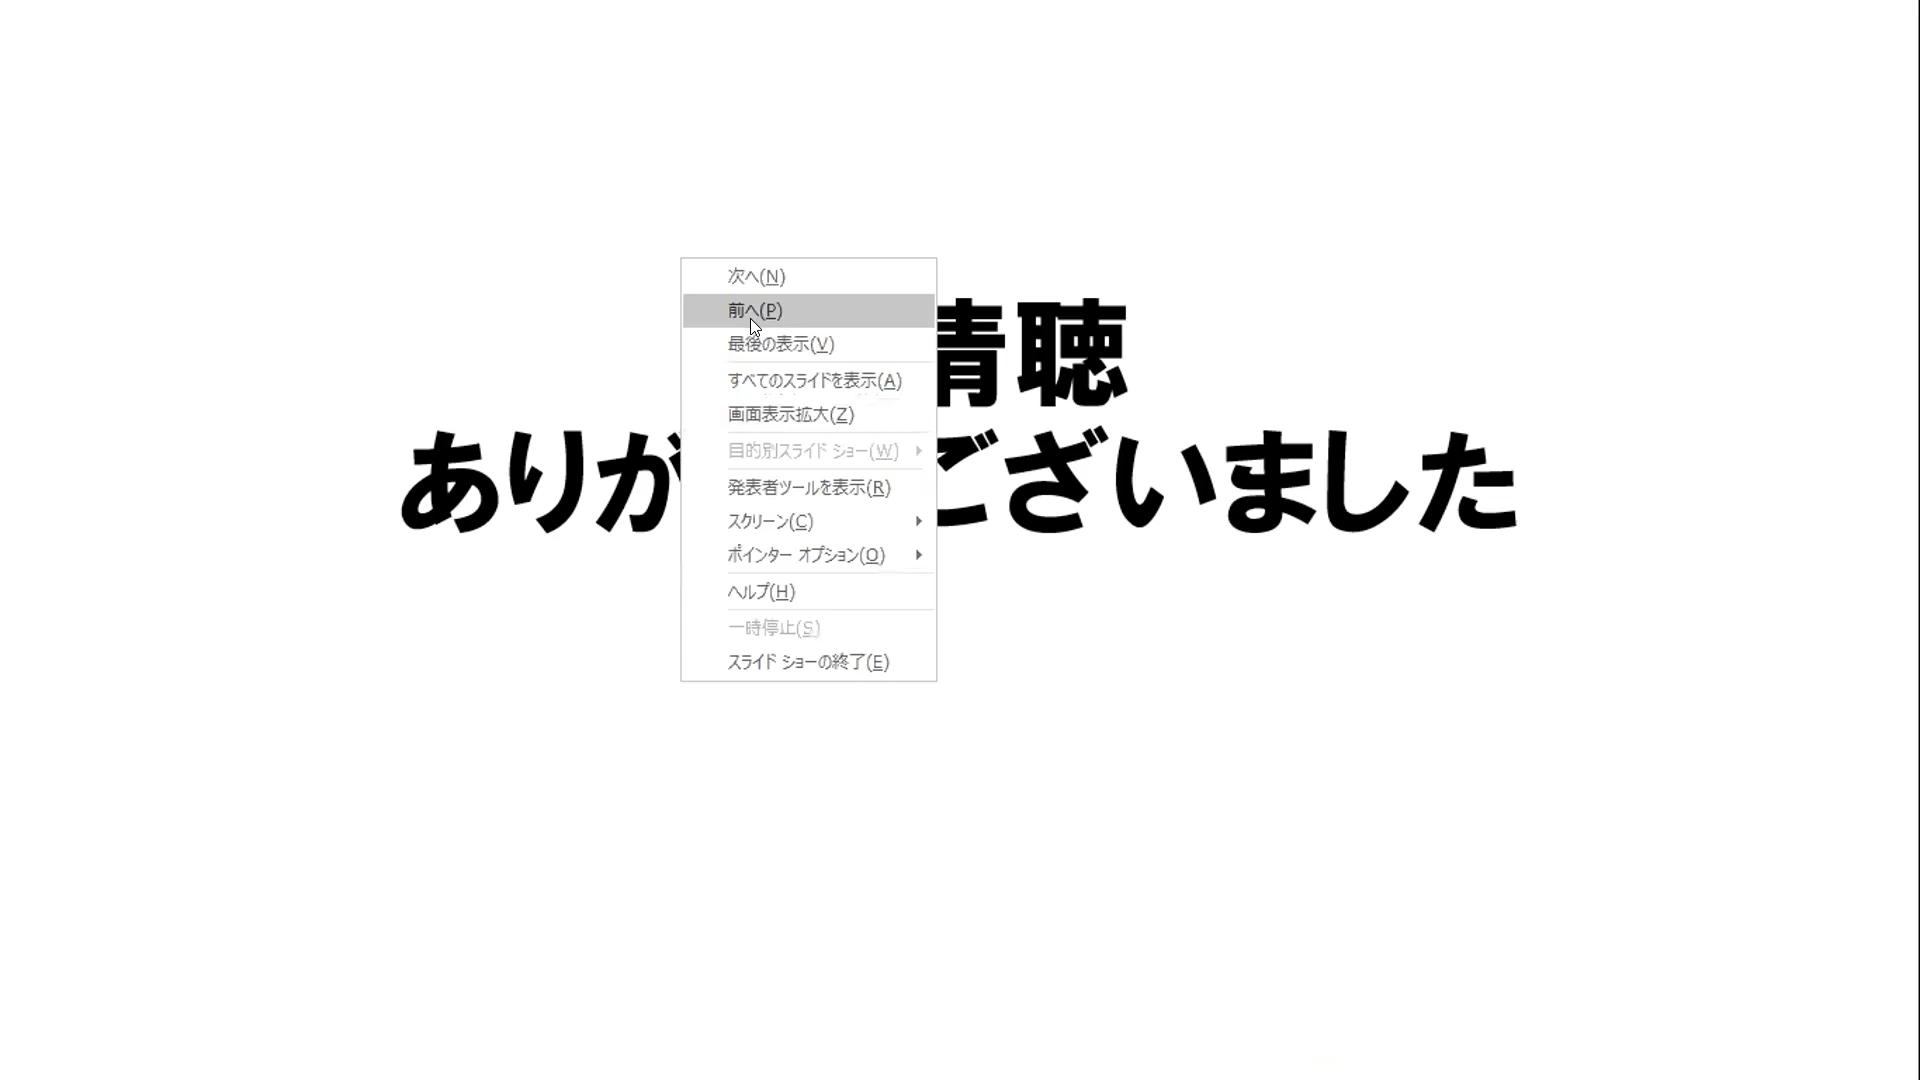 次へ(N)
前へ(P)
最後の表示(V)
すべてのスライドを表示(A)
画面表示拡大(Z)
目的別スライド ショー(W)
発表者ツールを表示(R)
スクリーン(C)
ポインター オプション(O)
ヘルプ(H)
一時停止(S)
スライド ショーの終了(E)
清聴
ありが ございました